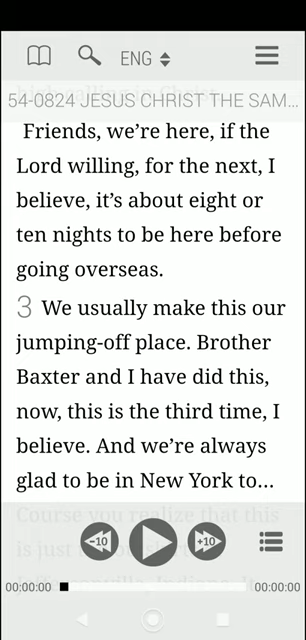 ENG
54-0824 JESUS CHRIST THE SAM...
Friends, we're here, if the
Lord willing, for the next, I
believe, it's about eight or
ten nights to be here before
going overseas.
3 We usually make this our
jumping-off place. Brother
Baxter and I have did this,
now, this is the third time, I
believe. And we're always
glad to be in New York to...
Course you realize that this
is just
-10
+10
00:00:00
00:00:00